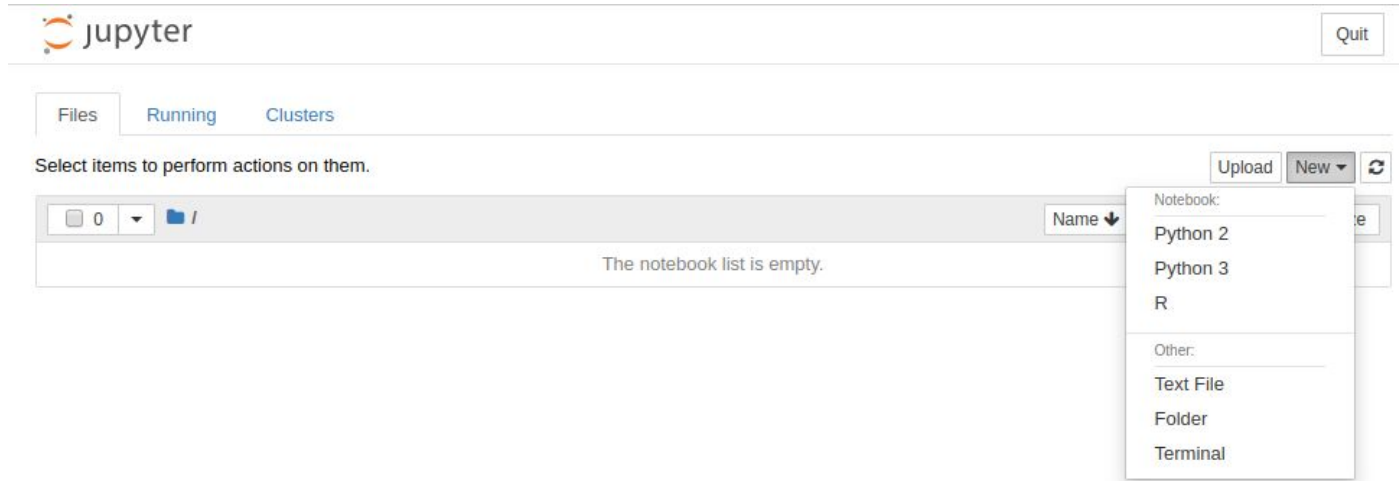 jupyter
Quit
Files Running Clusters
Select items to perform actions on them.
Upload New
0 / Name
The notebook list is empty.
Notebook:
Python 2
Python 3
R
Other:
Text File
Folder
Terminal